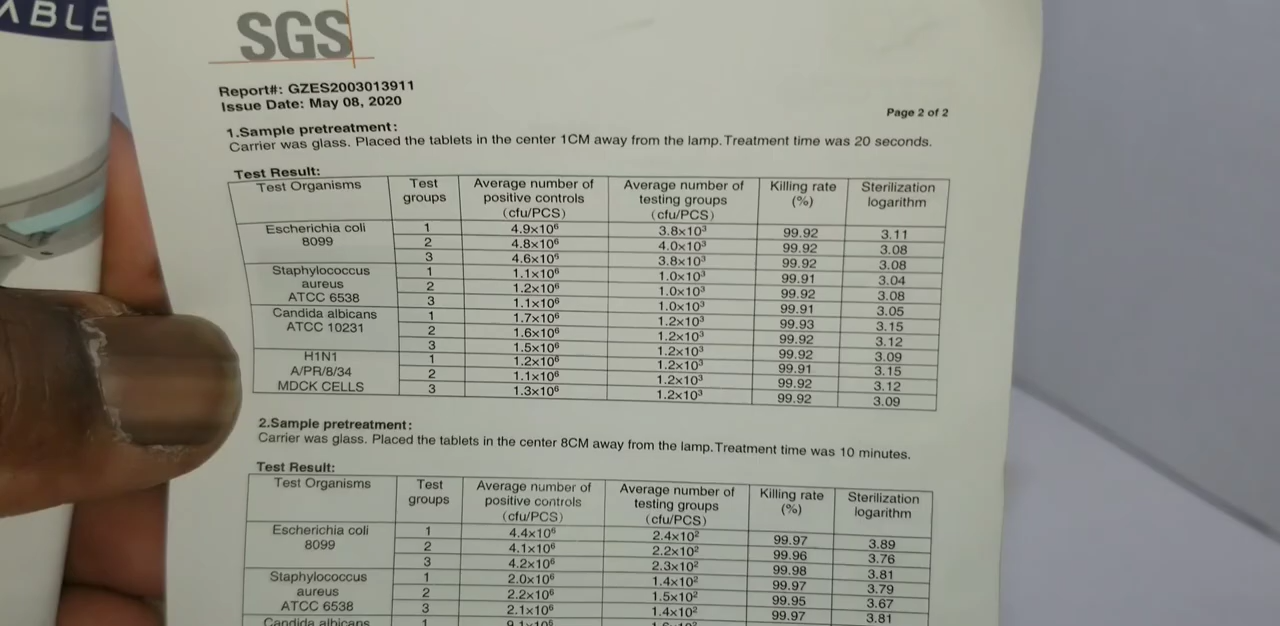 ABLE
SGS
Report#: GZES2003013911
Issue Date: May 08, 2020
Page 2 of 2
1.Sample pretreatment:
Carrier was glass. Placed the tablets in the center 1CM away from the lamp.Treatment time was 20 seconds.
Test Result:
Test Organisms Test groups Average number of positive controls (cfu/PCS) Average number of testing groups (cfu/PCS) Killing rate (%) Sterilization logarithm
Escherichia coli 8099
1 4.9×10⁶ 3.8×10³ 99.92 3.11
2 4.8×10⁶ 4.0×10³ 99.92 3.08
3 4.6×10⁶ 3.8×10³ 99.92 3.08
Staphylococcus aureus ATCC 6538
1 1.1×10⁶ 1.0×10³ 99.91 3.04
2 1.2×10⁶ 1.0×10³ 99.92 3.08
3 1.1×10⁶ 1.0×10³ 99.91 3.05
Candida albicans ATCC 10231
1 1.7×10⁶ 1.2×10³ 99.93 3.15
2 1.6×10⁶ 1.2×10³ 99.92 3.12
3 1.5×10⁶ 1.2×10³ 99.92 3.09
H1N1 A/PR/8/34 MDCK CELLS
1 1.2×10⁶ 1.2×10³ 99.91 3.15
2 1.1×10⁶ 1.2×10³ 99.92 3.12
3 1.3×10⁶ 1.2×10³ 99.92 3.09
2.Sample pretreatment:
Carrier was glass. Placed the tablets in the center 8CM away from the lamp.Treatment time was 10 minutes.
Test Result:
Test Organisms Test groups Average number of positive controls (cfu/PCS) Average number of testing groups (cfu/PCS) Killing rate (%) Sterilization logarithm
Escherichia coli 8099
1 4.4×10⁶ 2.4×10² 99.97 3.89
2 4.1×10⁶ 2.2×10² 99.96 3.76
3 4.2×10⁶ 2.3×10² 99.98 3.81
Staphylococcus aureus ATCC 6538
1 2.0×10⁶ 1.4×10² 99.97 3.79
2 2.2×10⁶ 1.5×10² 99.95 3.67
3 2.1×10⁶ 1.4×10² 99.97 3.81
Candida albicans
1